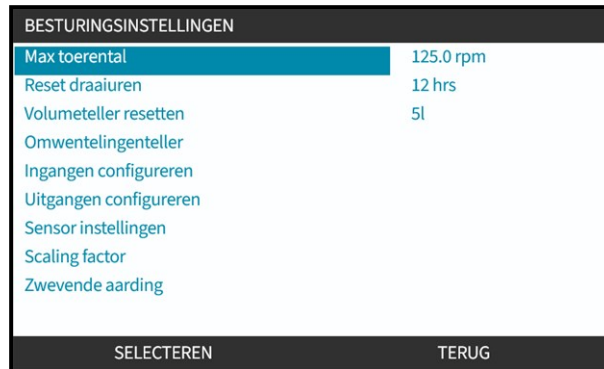 BESTURINGSINSTELLINGEN
Max toerental 125.0 rpm
Reset draaiuren 12 hrs
Volumeteller resetten 5l
Omwentelingenteller
Ingangen configureren
Uitgangen configureren
Sensor instellingen
Scaling factor
Zwevende aarding
SELECTEREN TERUG